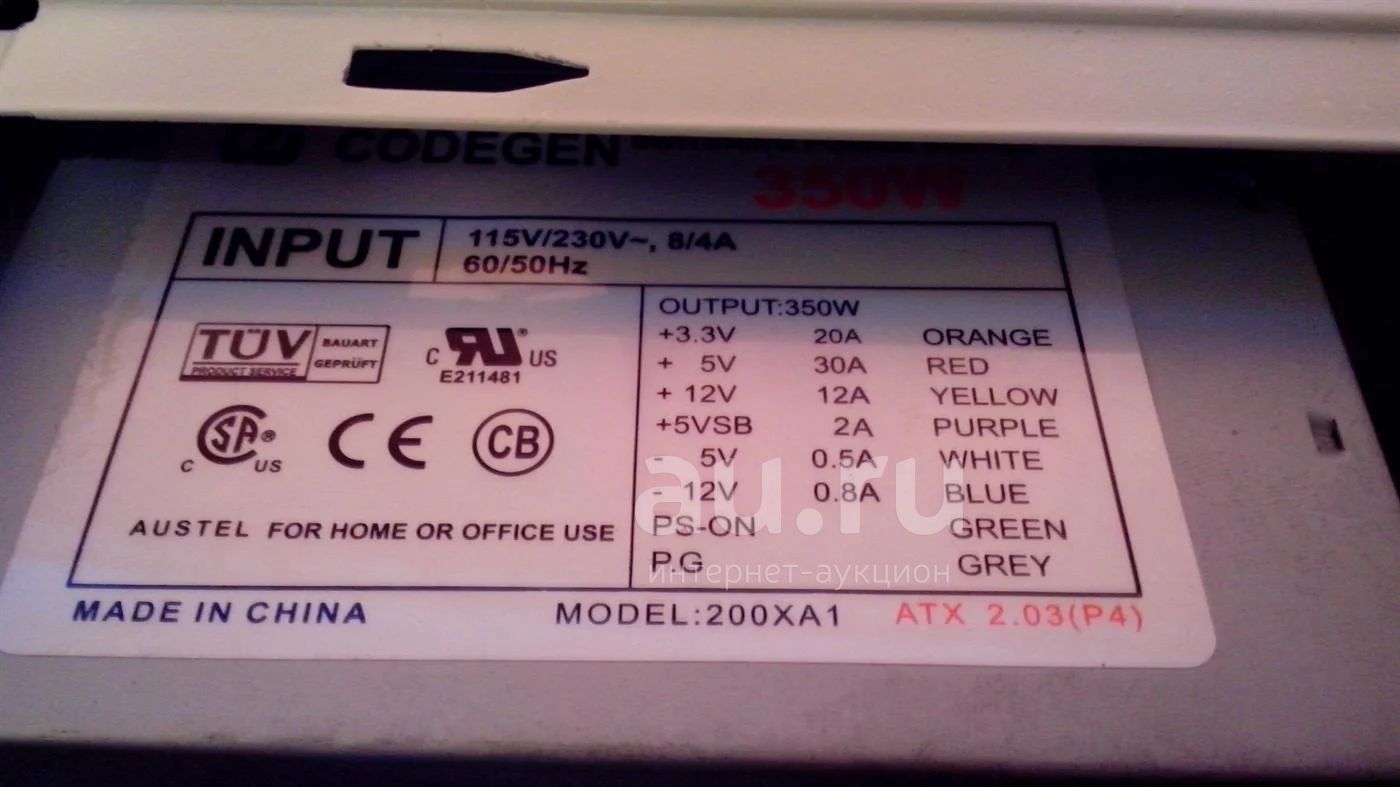 CODEGEN
350W
INPUT
115V/230V~, 8/4A
60/50Hz
TÜV
PRODUCT SERVICE
BAUART
GEPRÜFT
C RU® US
E211481
C SA® US
CE
CB
AUSTEL FOR HOME OR OFFICE USE
OUTPUT:350W
+3.3V 20A ORANGE
+ 5V 30A RED
+ 12V 12A YELLOW
+5VSB 2A PURPLE
- 5V 0.5A WHITE
- 12V 0.8A BLUE
PS-ON GREEN
P.G GREY
au.ru
интернет-аукцион
MADE IN CHINA
MODEL:200XA1
ATX 2.03(P4)